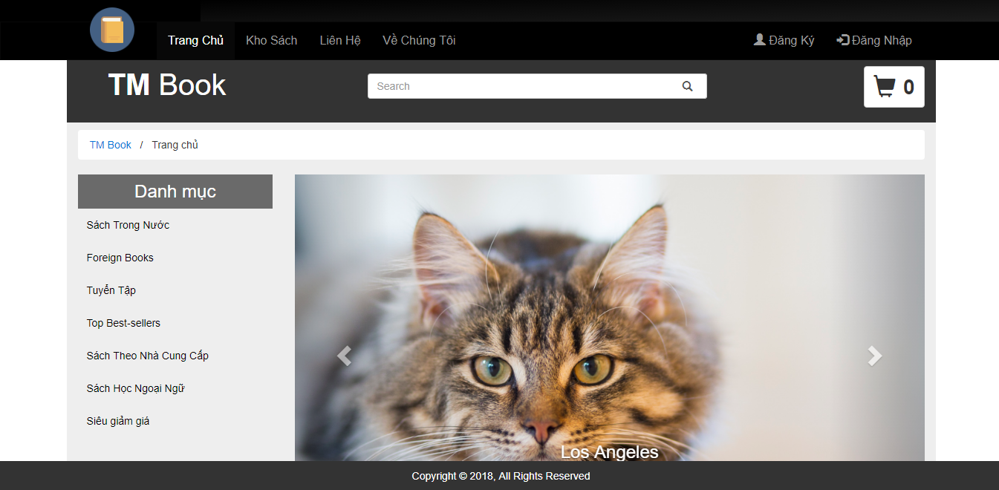 Trang Chủ Kho Sách Liên Hệ Về Chúng Tôi Đăng Ký Đăng Nhập
TM Book Search 0
TM Book / Trang chủ
Danh mục
Sách Trong Nước
Foreign Books
Tuyển Tập
Top Best-sellers
Sách Theo Nhà Cung Cấp
Sách Học Ngoại Ngữ
Siêu giảm giá
Los Angeles
Copyright © 2018, All Rights Reserved